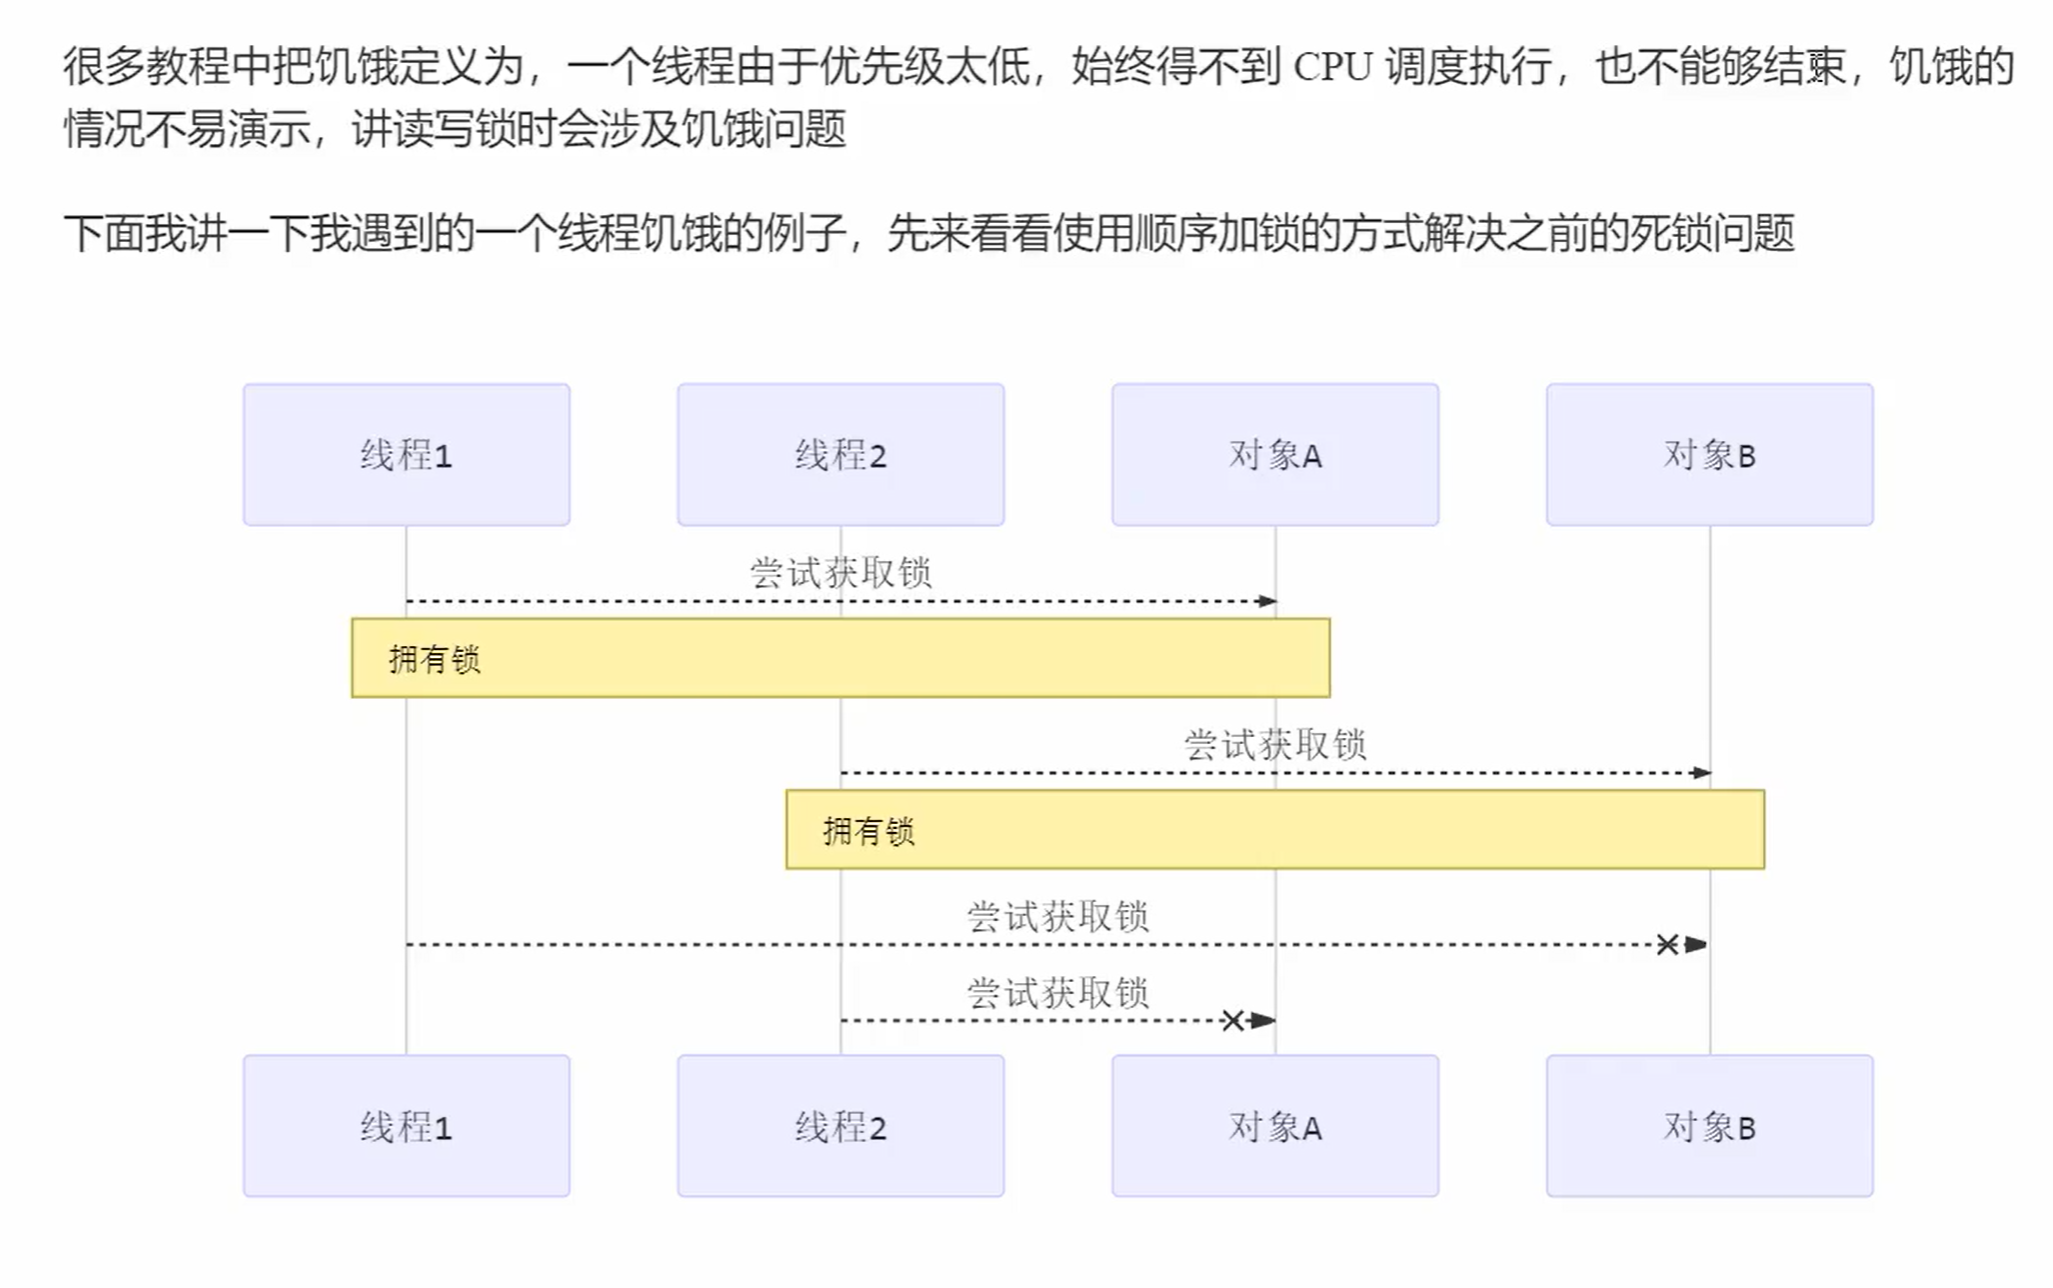 很多教程中把饥饿定义为，一个线程由于优先级太低，始终得不到 CPU 调度执行，也不能够结束，饥饿的
情况不易演示，讲读写锁时会涉及饥饿问题
下面我讲一下我遇到的一个线程饥饿的例子，先来看看使用顺序加锁的方式解决之前的死锁问题
线程1
线程2
对象A
对象B
尝试获取锁
拥有锁
尝试获取锁
拥有锁
尝试获取锁
尝试获取锁
线程1
线程2
对象A
对象B